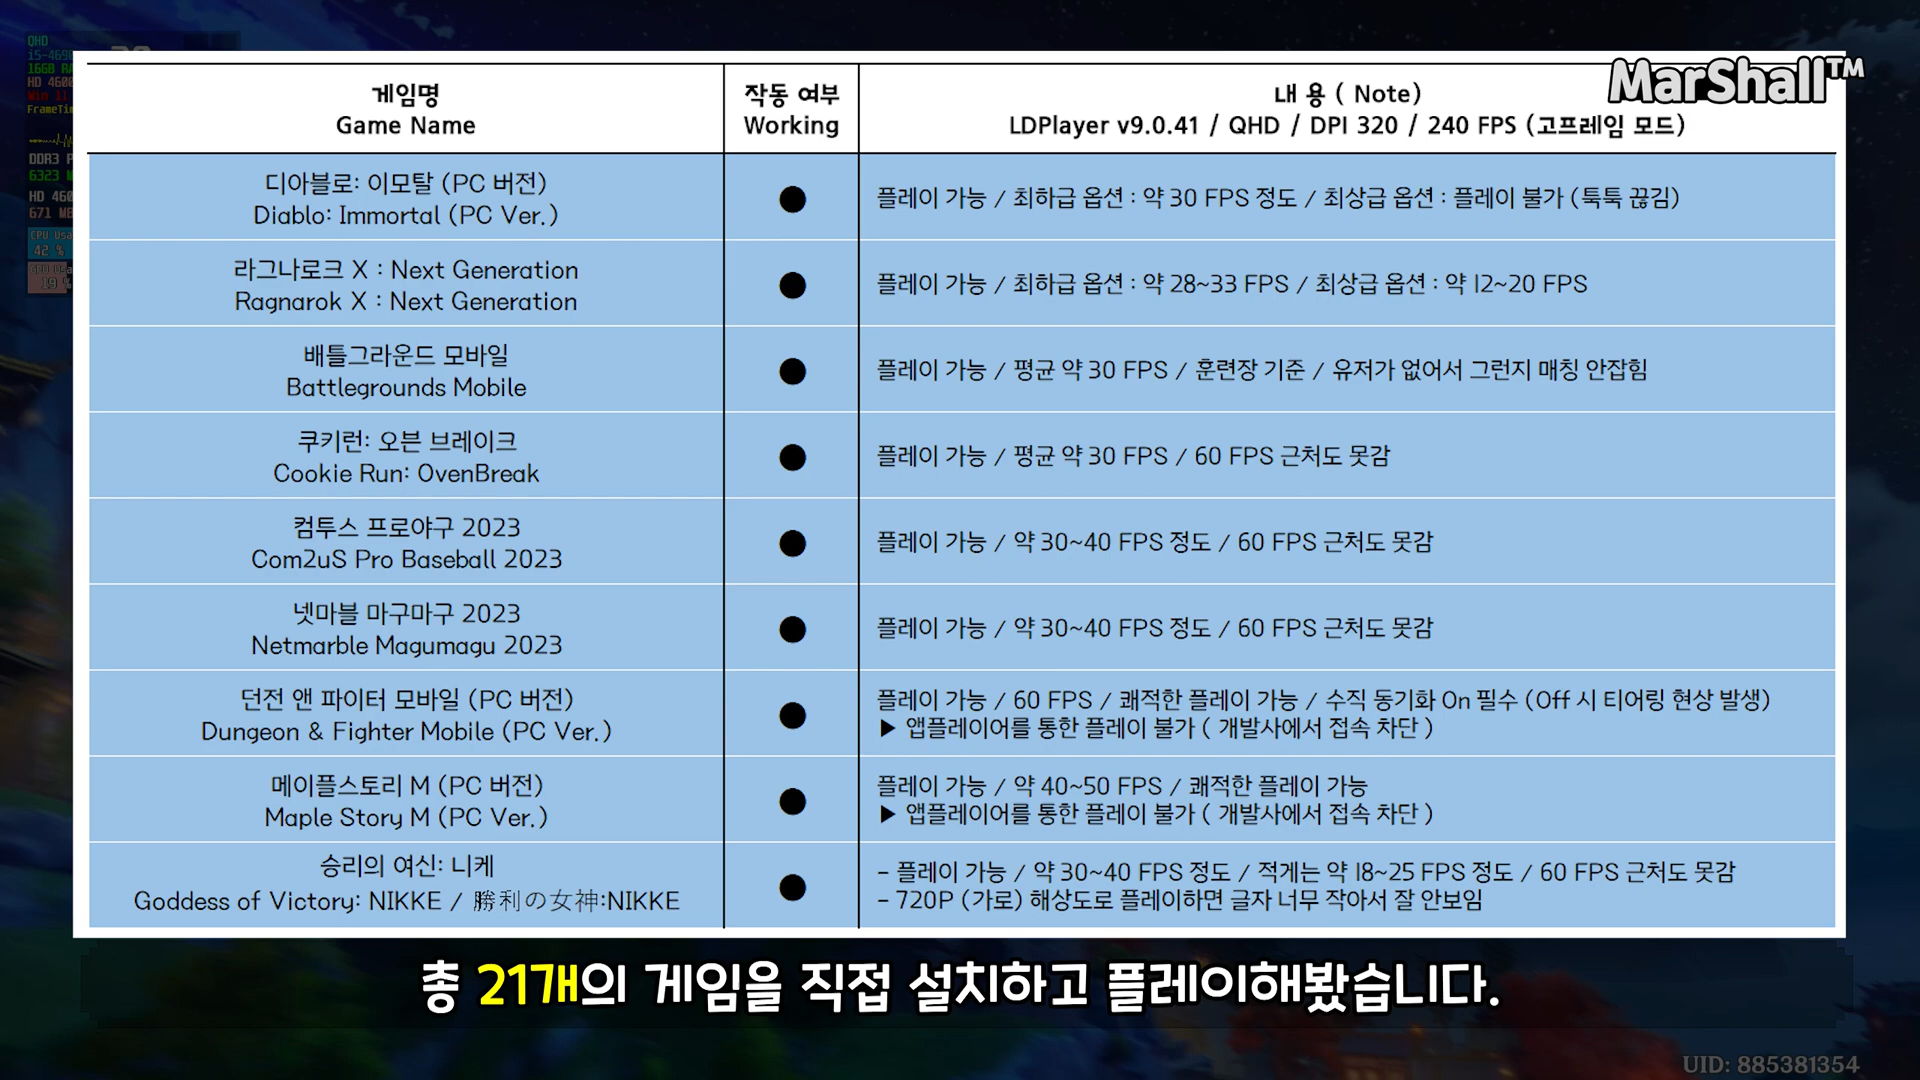 QHD
16GB
HD 4600
Win 11
DDR3
6323
671
42 %
19
MarShall™
게임명
Game Name
작동 여부
Working
내 용 ( Note)
LDPlayer v9.0.41 / QHD / DPI 320 / 240 FPS (고프레임 모드)
디아블로: 이모탈 (PC 버전)
Diablo: Immortal (PC Ver.)
●
플레이 가능 / 최하급 옵션 : 약 30 FPS 정도 / 최상급 옵션 : 플레이 불가 (툭툭 끊김)
라그나로크 X : Next Generation
Ragnarok X : Next Generation
●
플레이 가능 / 최하급 옵션 : 약 28~33 FPS / 최상급 옵션 : 약 12~20 FPS
배틀그라운드 모바일
Battlegrounds Mobile
●
플레이 가능 / 평균 약 30 FPS / 훈련장 기준 / 유저가 없어서 그런지 매칭 안잡힘
쿠키런: 오븐 브레이크
Cookie Run: OvenBreak
●
플레이 가능 / 평균 약 30 FPS / 60 FPS 근처도 못감
컴투스 프로야구 2023
Com2uS Pro Baseball 2023
●
플레이 가능 / 약 30~40 FPS 정도 / 60 FPS 근처도 못감
넷마블 마구마구 2023
Netmarble Magumagu 2023
●
플레이 가능 / 약 30~40 FPS 정도 / 60 FPS 근처도 못감
던전 앤 파이터 모바일 (PC 버전)
Dungeon & Fighter Mobile (PC Ver.)
●
플레이 가능 / 60 FPS / 쾌적한 플레이 가능 / 수직 동기화 On 필수 (Off 시 티어링 현상 발생)
▶ 앱플레이어를 통한 플레이 불가 ( 개발사에서 접속 차단 )
메이플스토리 M (PC 버전)
Maple Story M (PC Ver.)
●
플레이 가능 / 약 40~50 FPS / 쾌적한 플레이 가능
▶ 앱플레이어를 통한 플레이 불가 ( 개발사에서 접속 차단 )
승리의 여신: 니케
Goddess of Victory: NIKKE / 勝利の女神:NIKKE
●
- 플레이 가능 / 약 30~40 FPS 정도 / 적게는 약 18~25 FPS 정도 / 60 FPS 근처도 못감
- 720P (가로) 해상도로 플레이하면 글자 너무 작아서 잘 안보임
총 21개의 게임을 직접 설치하고 플레이해봤습니다.
UID: 885381354